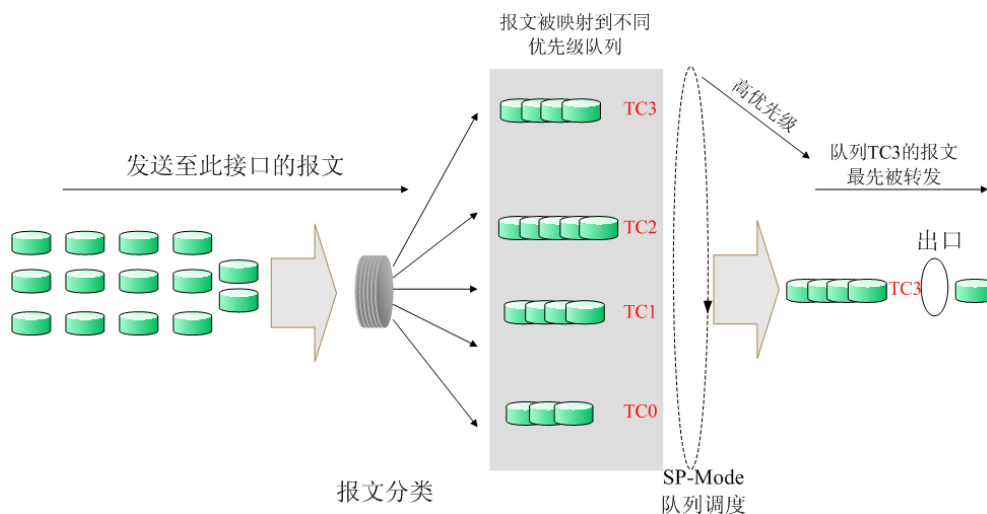 报文被映射到不同
优先级队列
发送至此接口的报文
TC3
高优先级
队列TC3的报文
最先被转发
TC2
出口
TC3
TC1
TC0
报文分类
SP-Mode
队列调度